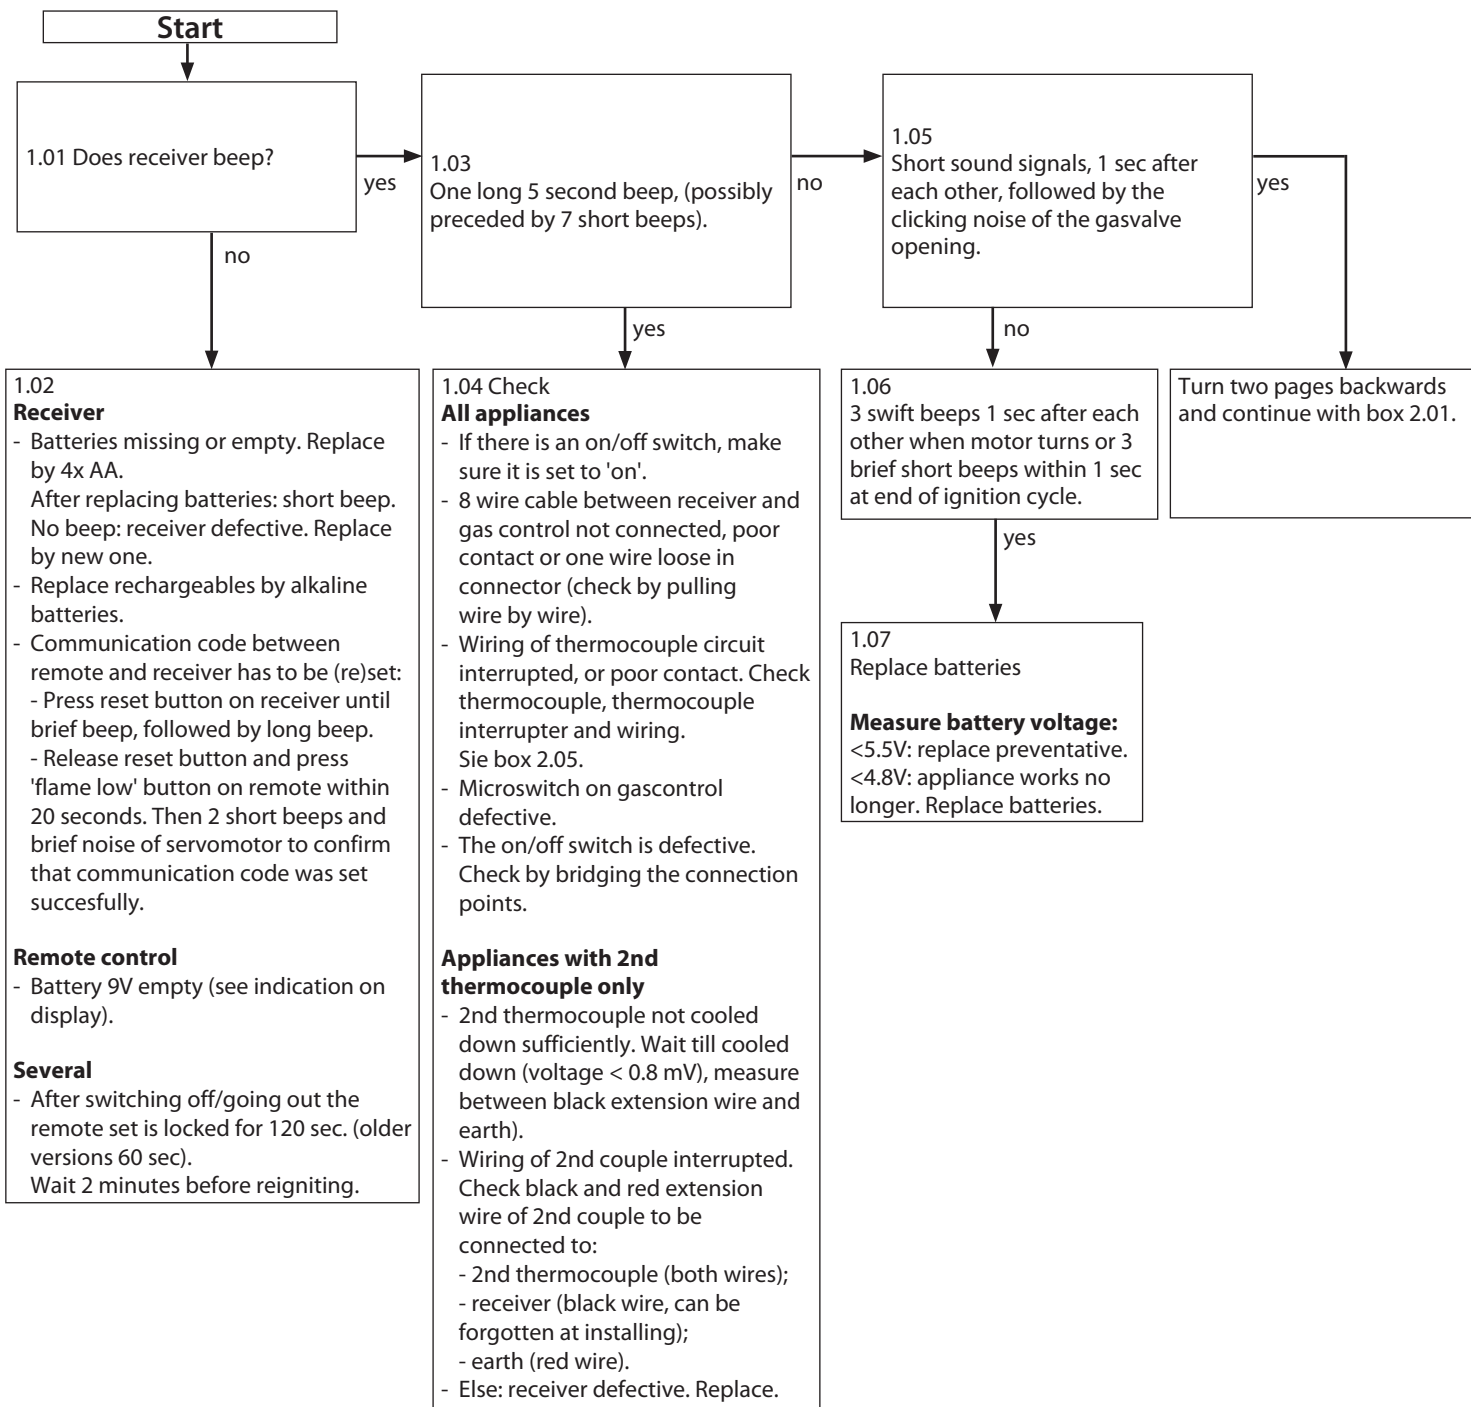 Start
1.01 Does receiver beep?
yes
no
1.03
One long 5 second beep, (possibly
preceded by 7 short beeps).
no
yes
1.05
Short sound signals, 1 sec after
each other, followed by the
clicking noise of the gasvalve
opening.
yes
no
1.02
Receiver
- Batteries missing or empty. Replace
by 4x AA.
After replacing batteries: short beep.
No beep: receiver defective. Replace
by new one.
- Replace rechargeables by alkaline
batteries.
- Communication code between
remote and receiver has to be (re)set:
- Press reset button on receiver until
brief beep, followed by long beep.
- Release reset button and press
'flame low' button on remote within
20 seconds. Then 2 short beeps and
brief noise of servomotor to confirm
that communication code was set
succesfully.
Remote control
- Battery 9V empty (see indication on
display).
Several
- After switching off/going out the
remote set is locked for 120 sec. (older
versions 60 sec).
Wait 2 minutes before reigniting.
1.04 Check
All appliances
- If there is an on/off switch, make
sure it is set to 'on'.
- 8 wire cable between receiver and
gas control not connected, poor
contact or one wire loose in
connector (check by pulling
wire by wire).
- Wiring of thermocouple circuit
interrupted, or poor contact. Check
thermocouple, thermocouple
interrupter and wiring.
Sie box 2.05.
- Microswitch on gascontrol
defective.
- The on/off switch is defective.
Check by bridging the connection
points.
Appliances with 2nd
thermocouple only
- 2nd thermocouple not cooled
down sufficiently. Wait till cooled
down (voltage < 0.8 mV), measure
between black extension wire and
earth).
- Wiring of 2nd couple interrupted.
Check black and red extension
wire of 2nd couple to be
connected to:
- 2nd thermocouple (both wires);
- receiver (black wire, can be
forgotten at installing);
- earth (red wire).
- Else: receiver defective. Replace.
1.06
3 swift beeps 1 sec after each
other when motor turns or 3
brief short beeps within 1 sec
at end of ignition cycle.
yes
1.07
Replace batteries
Measure battery voltage:
<5.5V: replace preventative.
<4.8V: appliance works no
longer. Replace batteries.
Turn two pages backwards
and continue with box 2.01.